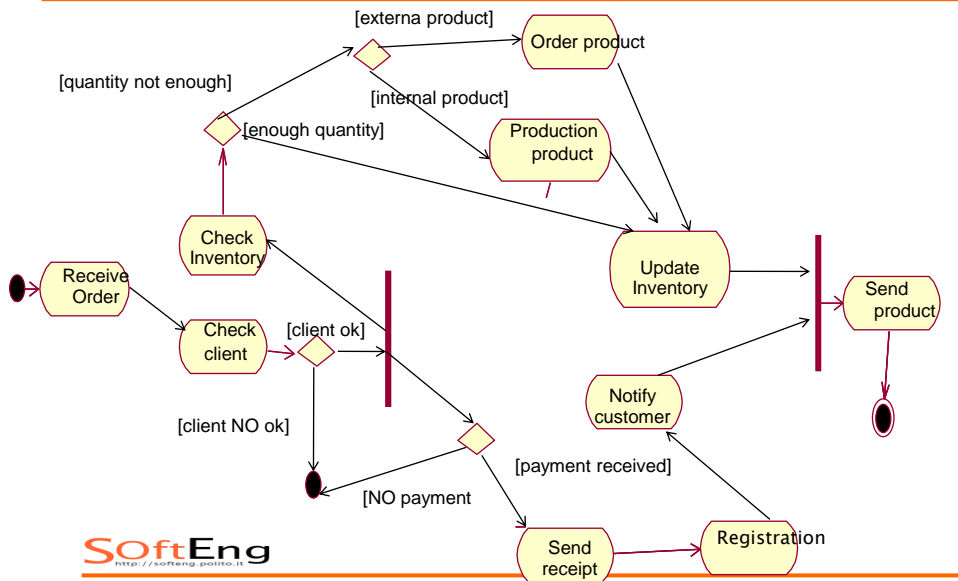 [externa product]
Order product
[quantity not enough]
[internal product]
[enough quantity]
Production
product
Check
Inventory
Update
Inventory
Receive
Order
Send
product
Check
client
[client ok]
Notify
customer
[client NO ok]
[payment received]
[NO payment
Registration
Send
receipt
SOftEng
http://softeng.polito.it